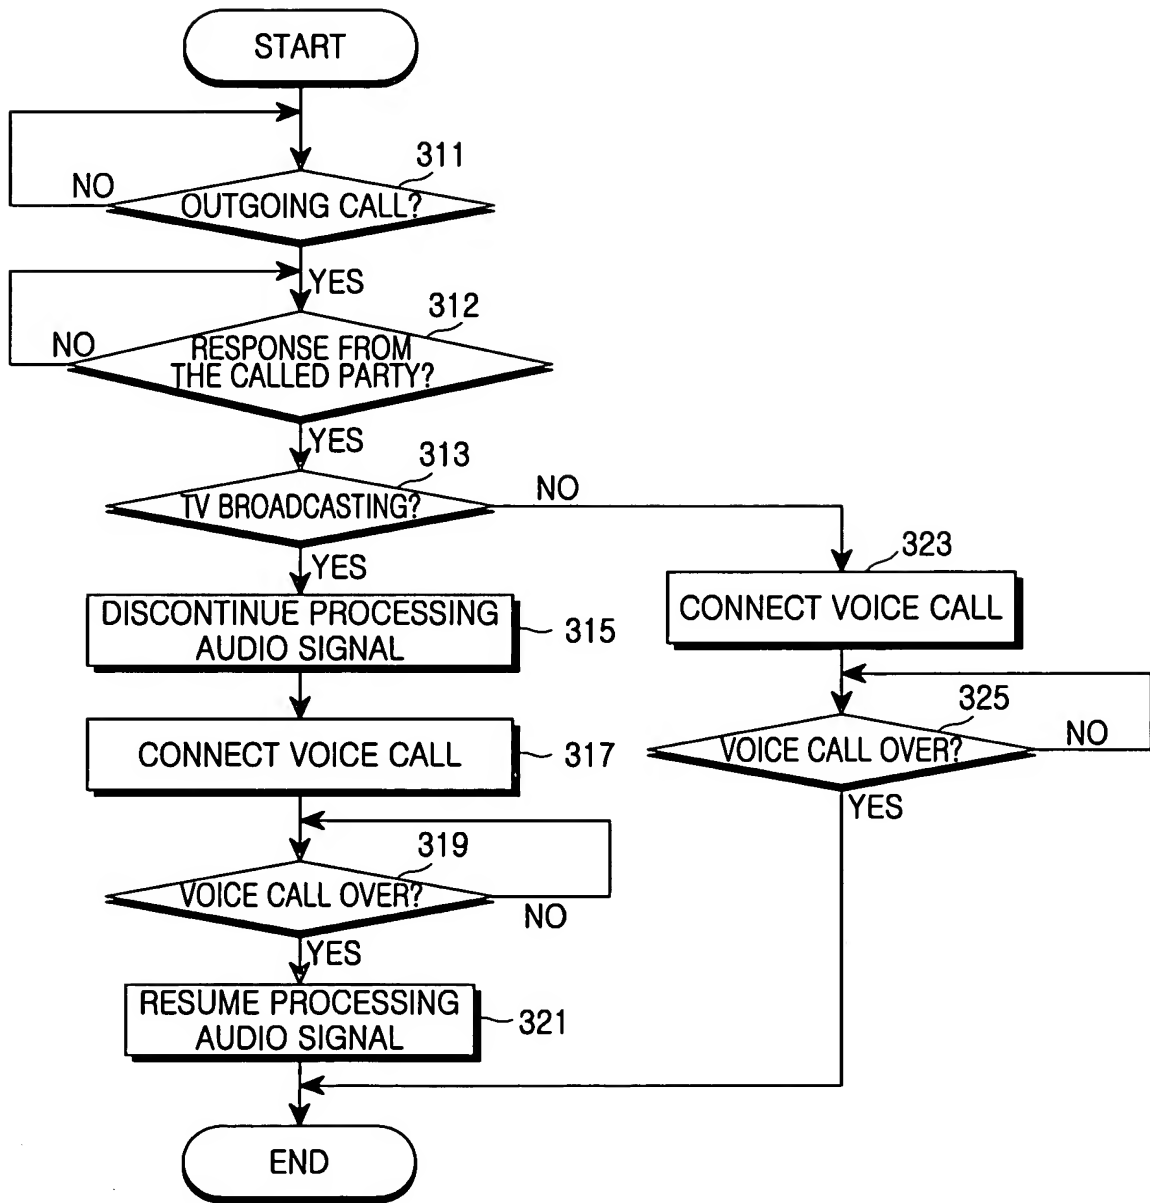 START
311
NO
OUTGOING CALL?
YES
312
NO
RESPONSE FROM
THE CALLED PARTY?
YES
313
NO
TV BROADCASTING?
YES
323
CONNECT VOICE CALL
DISCONTINUE PROCESSING
AUDIO SIGNAL
315
325
VOICE CALL OVER?
NO
YES
CONNECT VOICE CALL
317
319
VOICE CALL OVER?
NO
YES
RESUME PROCESSING
AUDIO SIGNAL
321
END